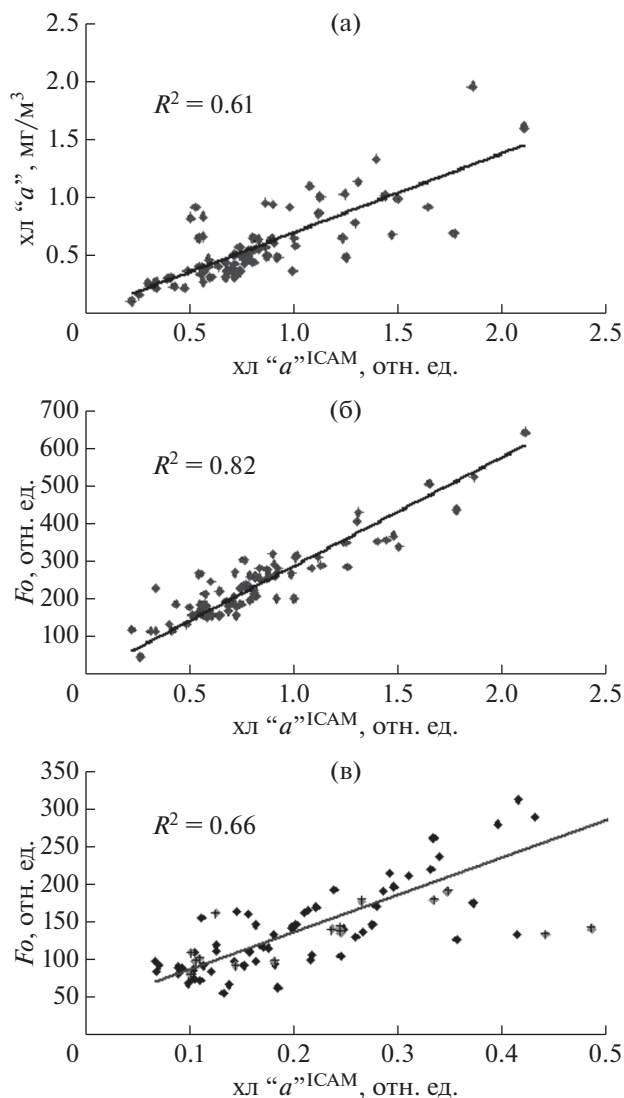 (а)
2.5
2.0
1.5
1.0
0.5
R² = 0.61
хл “a”, мг/м³
0 0.5 1.0 1.5 2.0 2.5
хл “a”ᴵᶜᴬᴹ, отн. ед.
(б)
700
600
500
400
300
200
100
R² = 0.82
Fo, отн. ед.
0 0.5 1.0 1.5 2.0 2.5
хл “a”ᴵᶜᴬᴹ, отн. ед.
(в)
350
300
250
200
150
100
50
R² = 0.66
Fo, отн. ед.
0 0.1 0.2 0.3 0.4 0.5
хл “a”ᴵᶜᴬᴹ, отн. ед.